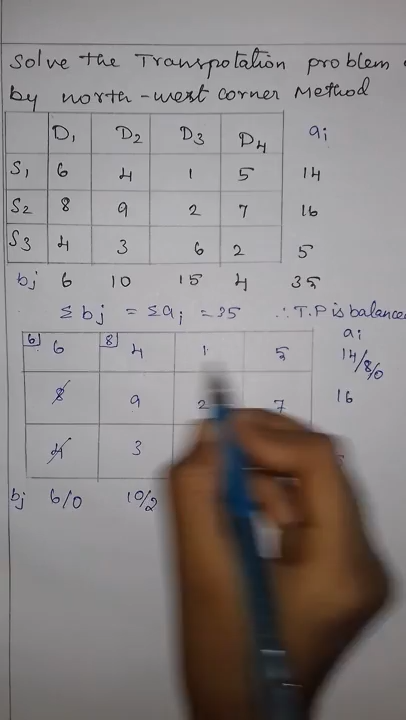 Solve the Transpotation problem
by north-west corner Method
D1 D2 D3 D4 ai
S1 6 4 1 5 14
S2 8 9 2 7 16
S3 4 3 6 2 5
bj 6 10 15 4 35
Σbj = Σai = 35 ∴ T.P is balance
ai
6 6 8 4 1 5 14/8/0
8 9 2 7 16
4 3
bj 6/0 10/2